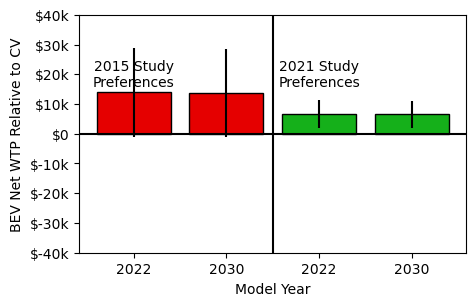 $40k
$30k
$20k
$10k
$0
$-10k
$-20k
$-30k
$-40k
BEV Net WTP Relative to CV
2015 Study
Preferences
2021 Study
Preferences
2022
2030
2022
2030
Model Year